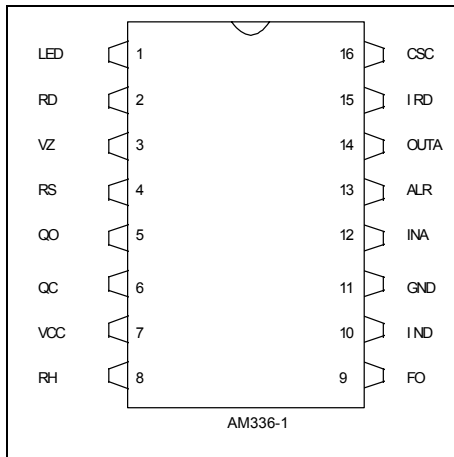 LED 1 16 CSC
RD 2 15 IRD
VZ 3 14 OUTA
RS 4 13 ALR
QO 5 12 INA
QC 6 11 GND
VCC 7 10 IND
RH 8 9 FO
AM336-1